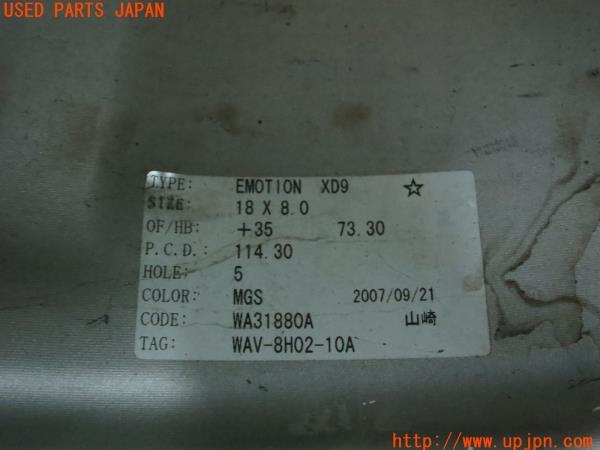 USED PARTS JAPAN
TYPE: EMOTION XD9 ☆
SIZE: 18 X 8.0
OF/HB: +35 73.30
P.C.D.: 114.30
HOLE: 5
COLOR: MGS 2007/09/21
CODE: WA31880A 山崎
TAG: WAV-8H02-10A
http://www.upjpn.com/